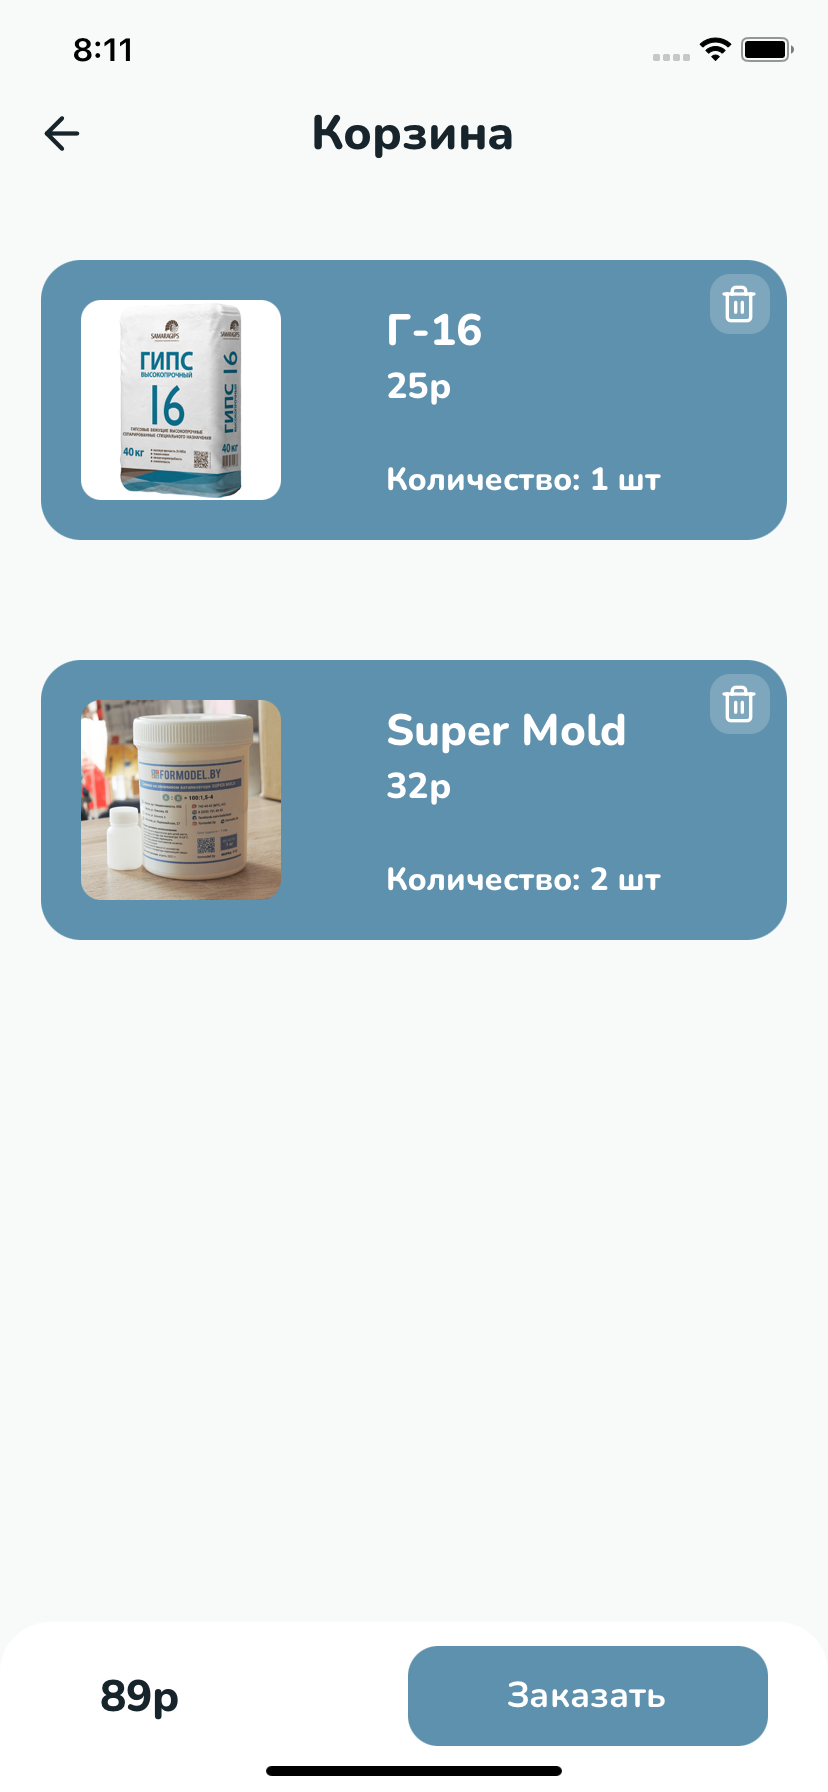 8:11
Корзина
SAMARAGIPS
SAMARAGIPS
ГИПС
ВЫСОКОПРОЧНЫЙ
16
40 кг
ГИПС 16
40 кг
Г-16
25р
Количество: 1 шт
FORMODEL.BY
Super Mold
32р
Количество: 2 шт
89р
Заказать